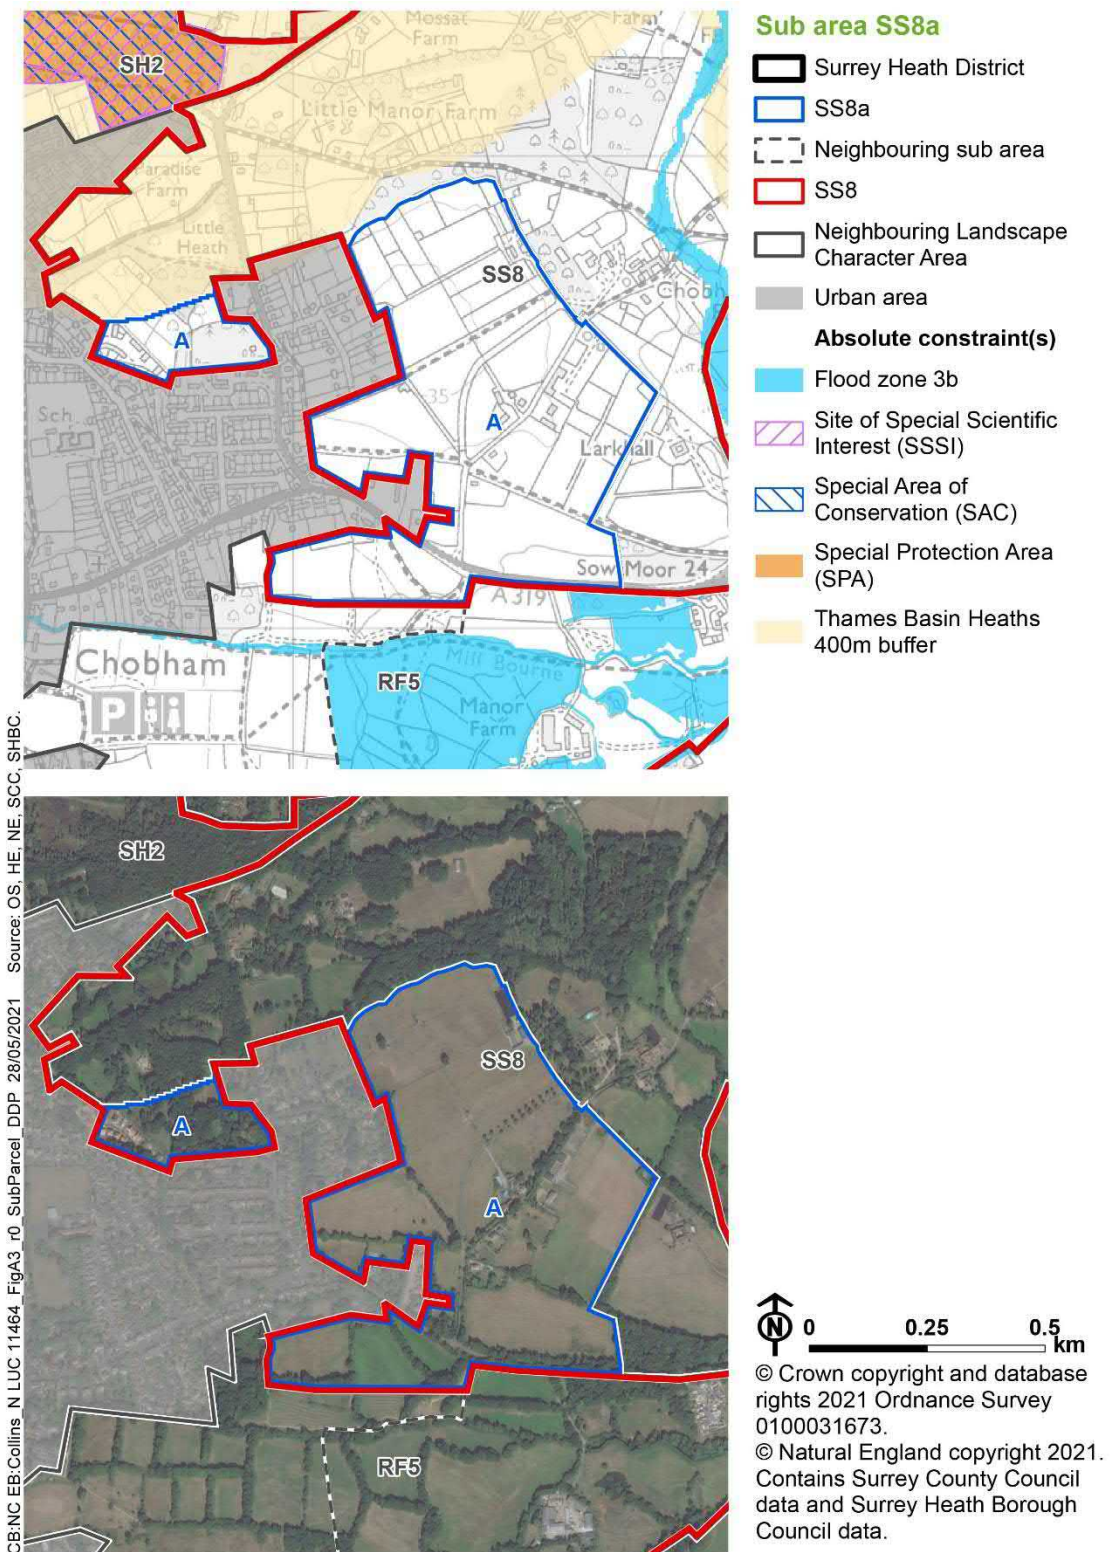 Mossat
Farm
Farm
SH2
Little Manor Farm
Paradise
Farm
Little
Heath
SS8
A
Sch
35
A
Larkhall
Sow Moor 24
A 319
Chobham
Mill Bourne
RF5
Manor
Farm
P
Sub area SS8a
Surrey Heath District
SS8a
Neighbouring sub area
SS8
Neighbouring Landscape
Character Area
Urban area
Absolute constraint(s)
Flood zone 3b
Site of Special Scientific
Interest (SSSI)
Special Area of
Conservation (SAC)
Special Protection Area
(SPA)
Thames Basin Heaths
400m buffer
SH2
SS8
A
A
RF5
CB:NC EB:Collins_N LUC 11464_FigA3_r0_SubParcel_DDP 28/05/2021 Source: OS, HE, NE, SCC, SHBC.
N
0 0.25 0.5
km
© Crown copyright and database
rights 2021 Ordnance Survey
0100031673.
© Natural England copyright 2021.
Contains Surrey County Council
data and Surrey Heath Borough
Council data.